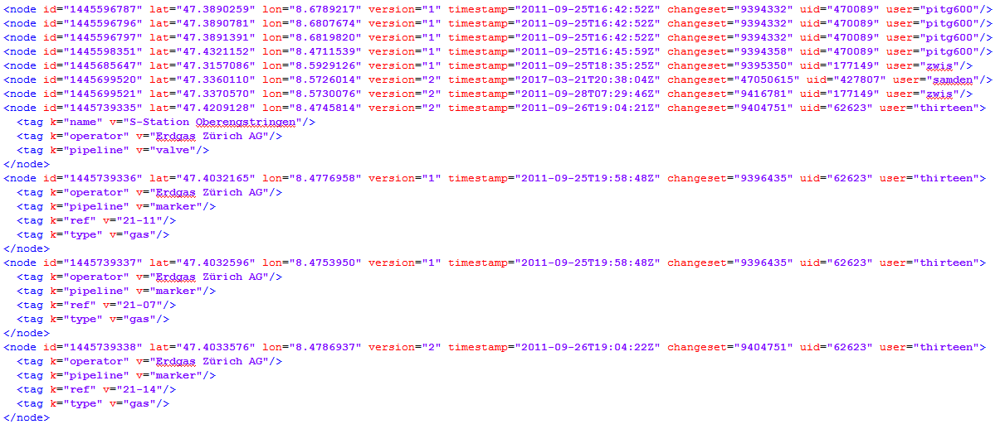 <node id="1445596787" lat="47.3890259" lon="8.6789217" version="1" timestamp="2011-09-25T16:42:52Z" changeset="9394332" uid="470089" user="pitg600"/>
<node id="1445596796" lat="47.3890781" lon="8.6807674" version="1" timestamp="2011-09-25T16:42:52Z" changeset="9394332" uid="470089" user="pitg600"/>
<node id="1445596797" lat="47.3891391" lon="8.6819820" version="1" timestamp="2011-09-25T16:42:52Z" changeset="9394332" uid="470089" user="pitg600"/>
<node id="1445598351" lat="47.4321152" lon="8.4711539" version="1" timestamp="2011-09-25T16:45:59Z" changeset="9394358" uid="470089" user="pitg600"/>
<node id="1445685647" lat="47.3157086" lon="8.5929126" version="1" timestamp="2011-09-25T18:35:25Z" changeset="9395350" uid="177149" user="zwis"/>
<node id="1445699520" lat="47.3360110" lon="8.5726014" version="2" timestamp="2017-03-21T20:38:04Z" changeset="47050615" uid="427807" user="samden"/>
<node id="1445699521" lat="47.3370570" lon="8.5730076" version="2" timestamp="2011-09-28T07:29:46Z" changeset="9416781" uid="177149" user="zwis"/>
<node id="1445739335" lat="47.4209128" lon="8.4745814" version="2" timestamp="2011-09-26T19:04:21Z" changeset="9404751" uid="62623" user="thirteen">
  <tag k="name" v="S-Station Oberengstringen"/>
  <tag k="operator" v="Erdgas Zürich AG"/>
  <tag k="pipeline" v="valve"/>
</node>
<node id="1445739336" lat="47.4032165" lon="8.4776958" version="1" timestamp="2011-09-25T19:58:48Z" changeset="9396435" uid="62623" user="thirteen">
  <tag k="operator" v="Erdgas Zürich AG"/>
  <tag k="pipeline" v="marker"/>
  <tag k="ref" v="21-11"/>
  <tag k="type" v="gas"/>
</node>
<node id="1445739337" lat="47.4032596" lon="8.4753950" version="1" timestamp="2011-09-25T19:58:48Z" changeset="9396435" uid="62623" user="thirteen">
  <tag k="operator" v="Erdgas Zürich AG"/>
  <tag k="pipeline" v="marker"/>
  <tag k="ref" v="21-07"/>
  <tag k="type" v="gas"/>
</node>
<node id="1445739338" lat="47.4033576" lon="8.4786937" version="2" timestamp="2011-09-26T19:04:22Z" changeset="9404751" uid="62623" user="thirteen">
  <tag k="operator" v="Erdgas Zürich AG"/>
  <tag k="pipeline" v="marker"/>
  <tag k="ref" v="21-14"/>
  <tag k="type" v="gas"/>
</node>